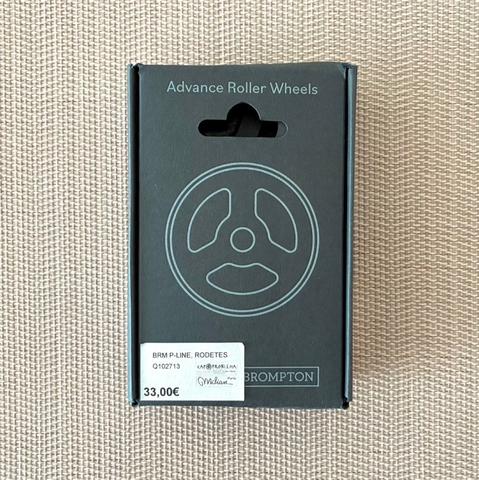 Advance Roller Wheels
BRM P-LINE, RODETES
Q102713
33,00€
BROMPTON